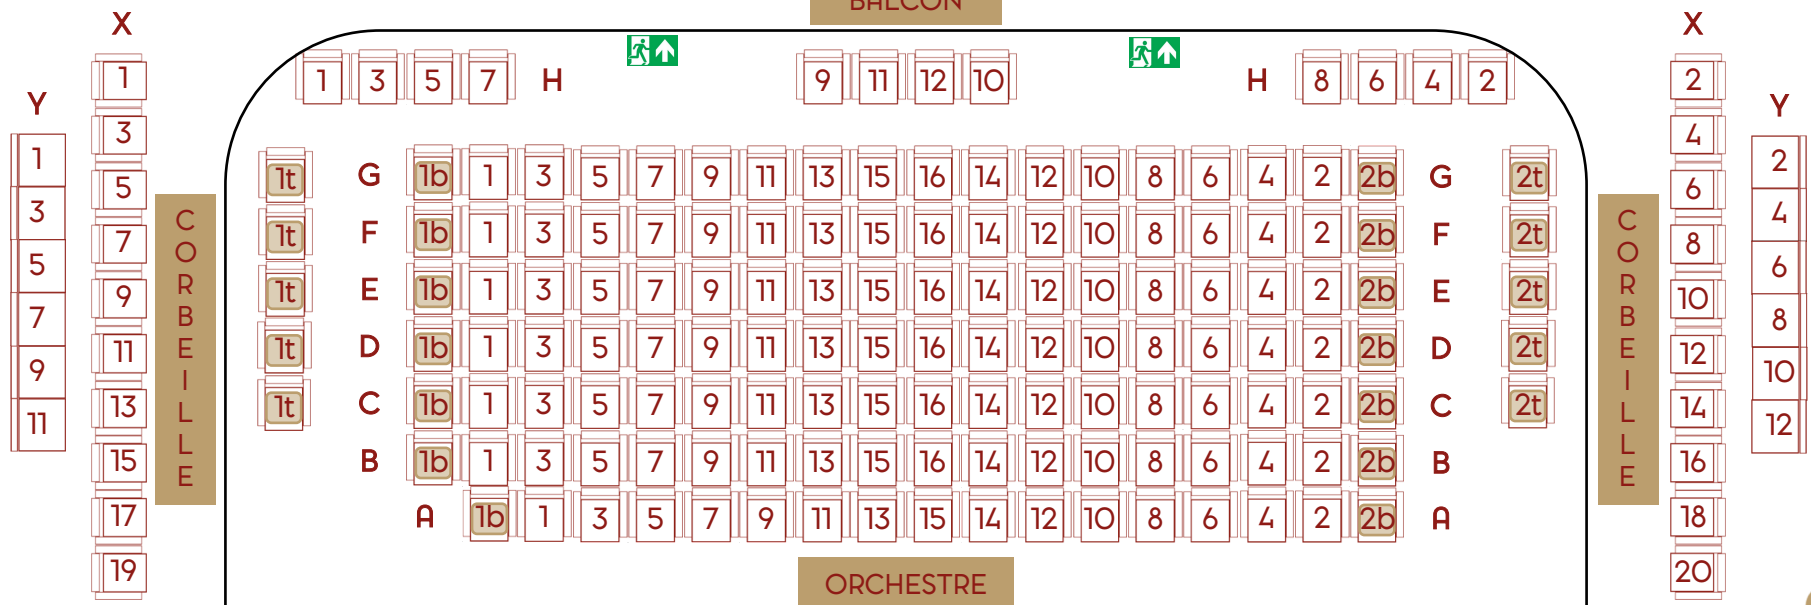 BALCON
X X
1 1 3 5 7 H 9 11 12 10 H 8 6 4 2 2
Y Y
3 4
1 2
1t G 1b 1 3 5 7 9 11 13 15 16 14 12 10 8 6 4 2 2b G 2t
5 6
3 4
1t F 1b 1 3 5 7 9 11 13 15 16 14 12 10 8 6 4 2 2b F 2t
7 8
5 6
1t E 1b 1 3 5 7 9 11 13 15 16 14 12 10 8 6 4 2 2b E 2t
9 10
7 8
1t D 1b 1 3 5 7 9 11 13 15 16 14 12 10 8 6 4 2 2b D 2t
11 12
9 10
1t C 1b 1 3 5 7 9 11 13 15 16 14 12 10 8 6 4 2 2b C 2t
13 14
11 12
B 1b 1 3 5 7 9 11 13 15 16 14 12 10 8 6 4 2 2b B
15 16
A 1b 1 3 5 7 9 11 13 15 14 12 10 8 6 4 2 2b A
17 18
19 20
CORBEILLE
CORBEILLE
ORCHESTRE